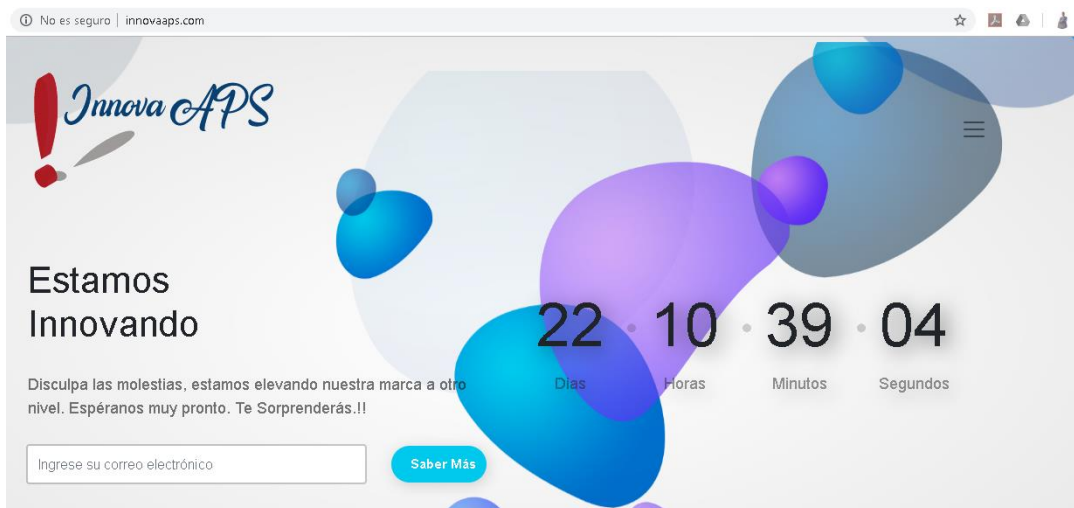 No es seguro | innovaaps.com
Innova APS
Estamos
Innovando
22 • 10 • 39 • 04
Días Horas Minutos Segundos
Disculpa las molestias, estamos elevando nuestra marca a otro
nivel. Espéranos muy pronto. Te Sorprenderás.!!
Ingrese su correo electrónico
Saber Más